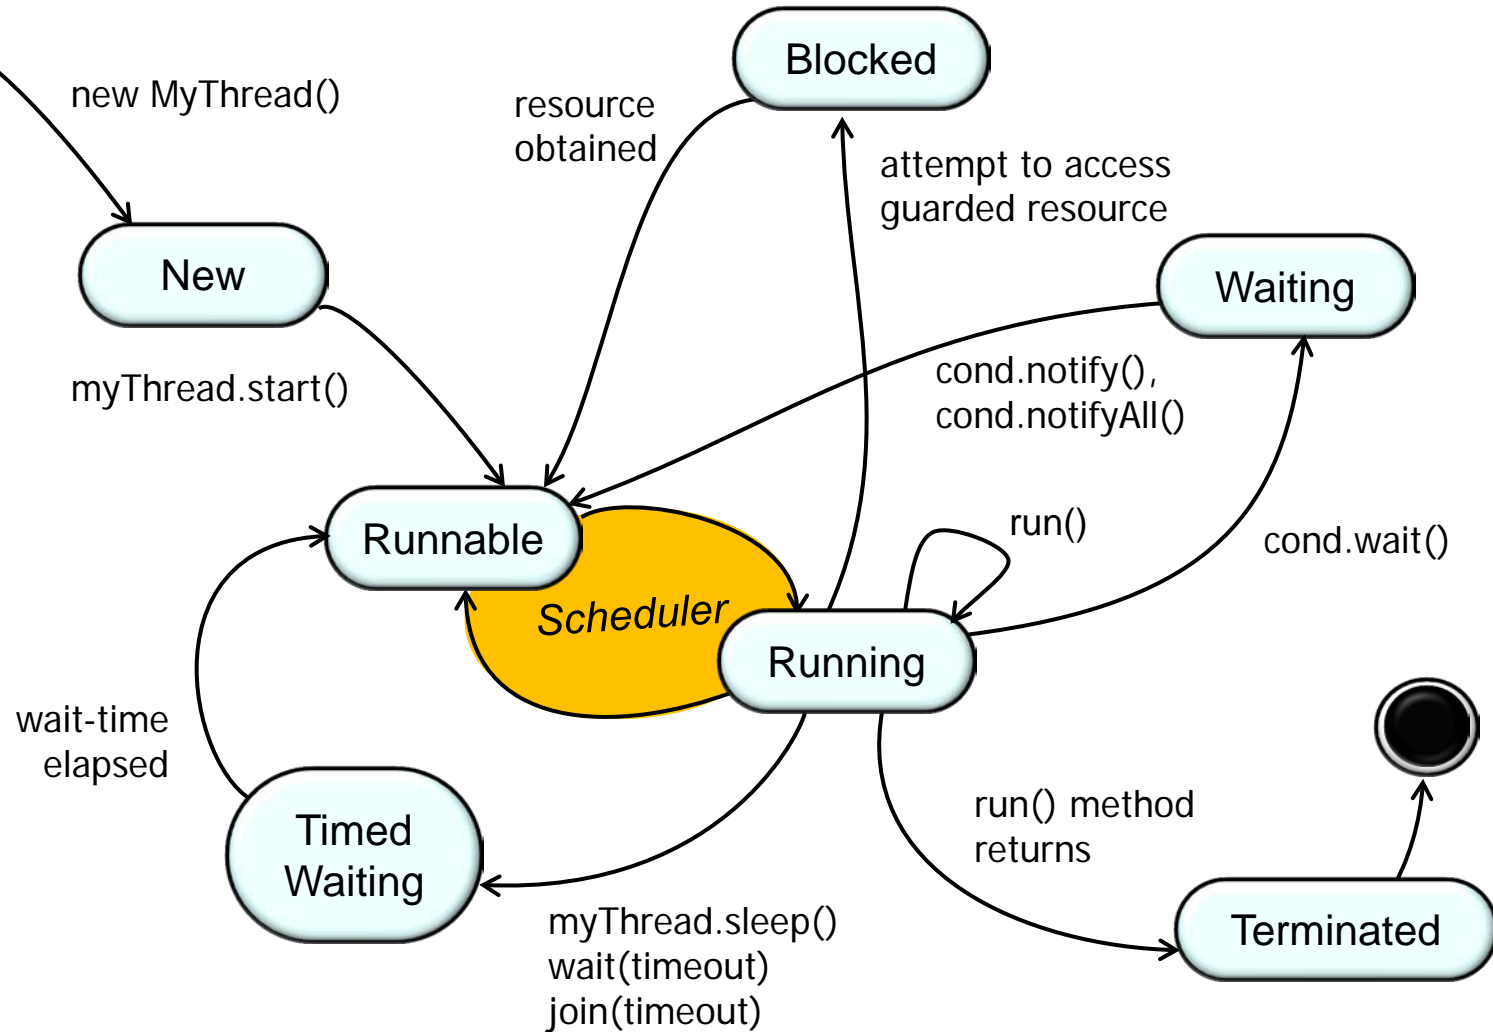 Blocked
new MyThread()
resource
obtained
attempt to access
guarded resource
New
Waiting
myThread.start()
cond.notify(),
cond.notifyAll()
Runnable
run()
cond.wait()
Scheduler
Running
wait-time
elapsed
Timed
Waiting
run() method
returns
Terminated
myThread.sleep()
wait(timeout)
join(timeout)